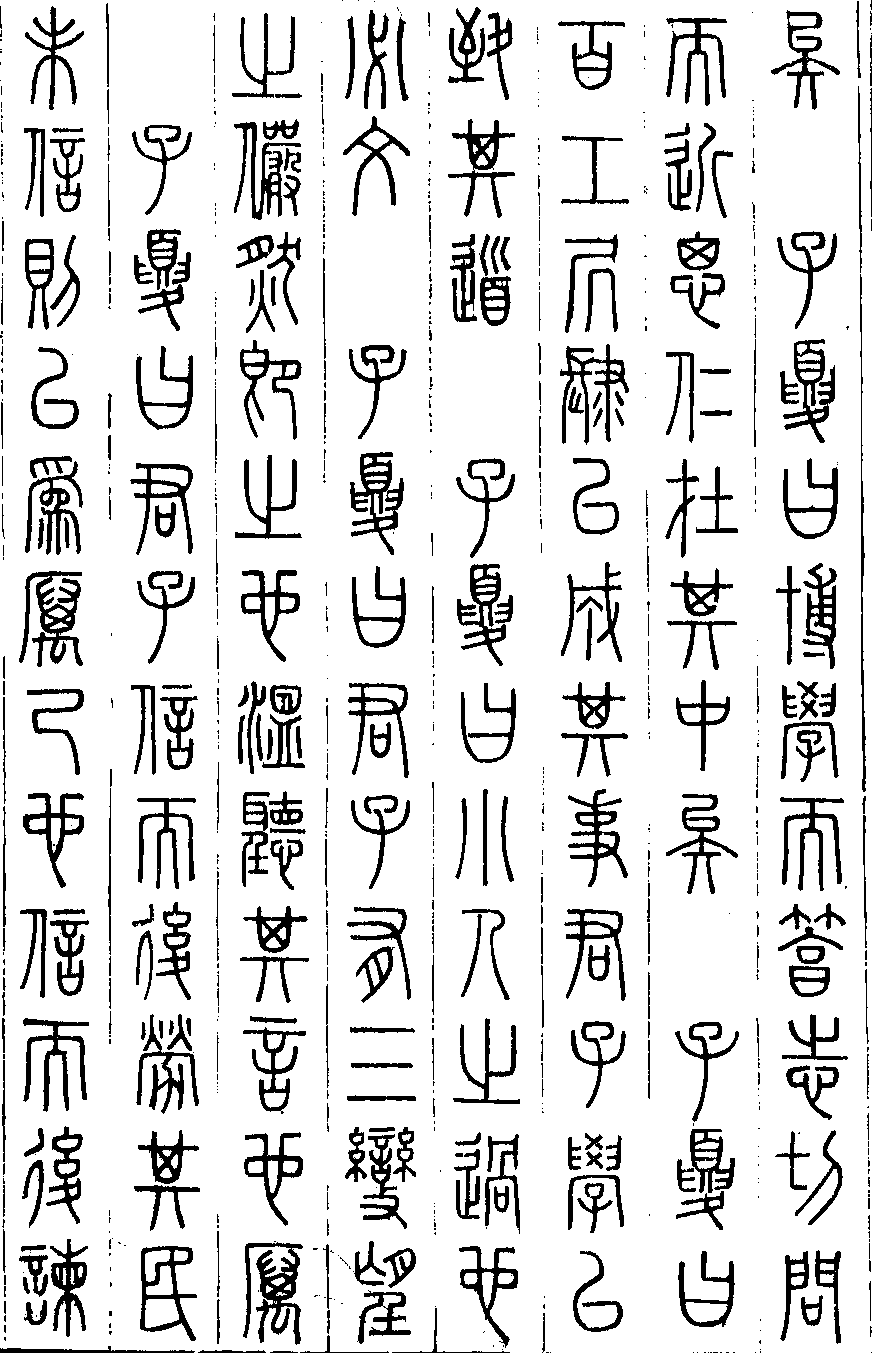 矣　子夏曰博學而篤志切問
而近思仁在其中矣　子夏曰
百工居肆以成其事君子學以
致其道　子夏曰小人之過也
必文　子夏曰君子有三變望
之儼然即之也溫聽其言也厲
子夏曰君子信而後勞其民
未信則以為厲己也信而後諫